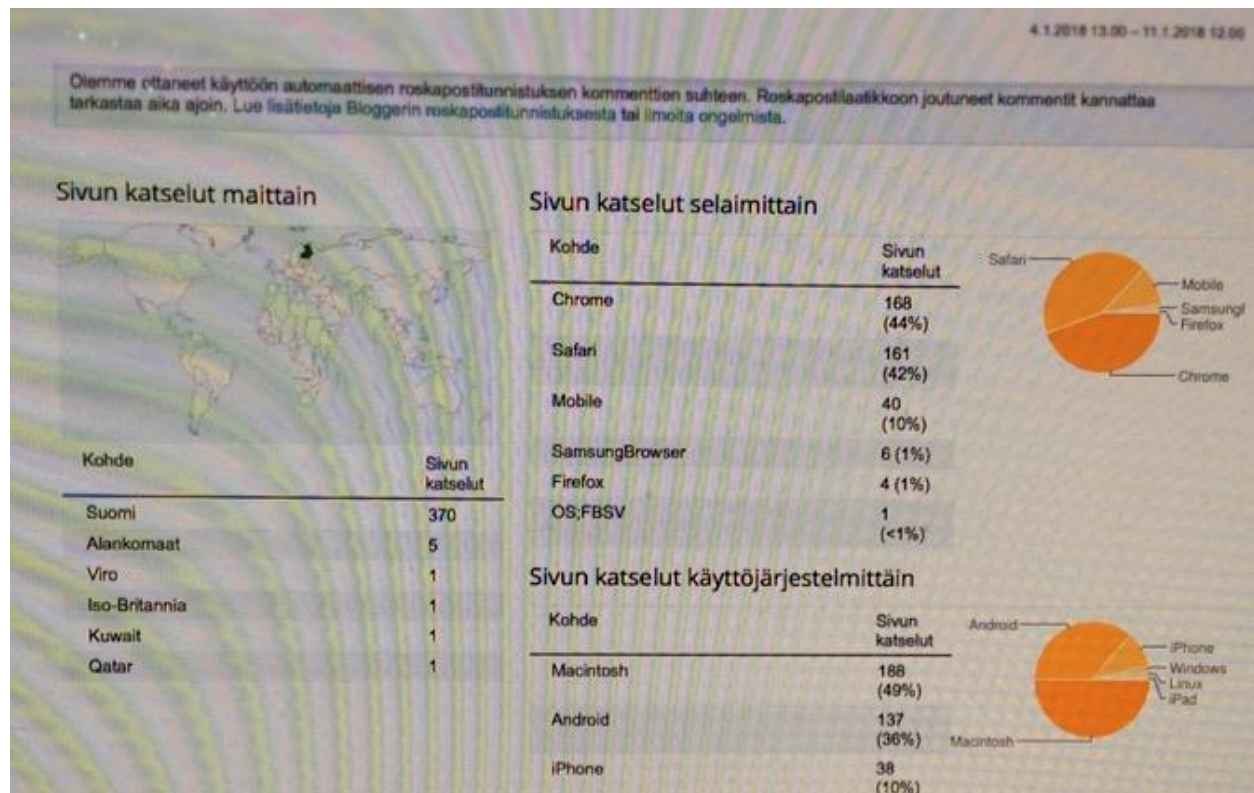 4.1.2018 13.00 – 11.1.2018 12.00
Olemme ottaneet käyttöön automaattisen roskapostitunnistuksen kommenttien suhteen. Roskapostilaatikkoon joutuneet kommentit kannattaa
tarkastaa aika ajoin. Lue lisätietoja Bloggerin roskapostitunnistuksesta tai ilmoita ongelmista.
Sivun katselut maittain
Kohde Sivun
katselut
Suomi 370
Alankomaat 5
Viro 1
Iso-Britannia 1
Kuwait 1
Qatar 1
Sivun katselut selaimittain
Kohde Sivun
katselut
Chrome 168
(44%)
Safari 161
(42%)
Mobile 40
(10%)
SamsungBrowser 6 (1%)
Firefox 4 (1%)
OS;FBSV 1
(<1%)
Safari
Mobile
SamsungI
Firefox
Chrome
Sivun katselut käyttöjärjestelmittäin
Kohde Sivun
katselut
Macintosh 188
(49%)
Android 137
(36%)
iPhone 38
(10%)
Android
iPhone
Windows
Linux
iPad
Macintosh